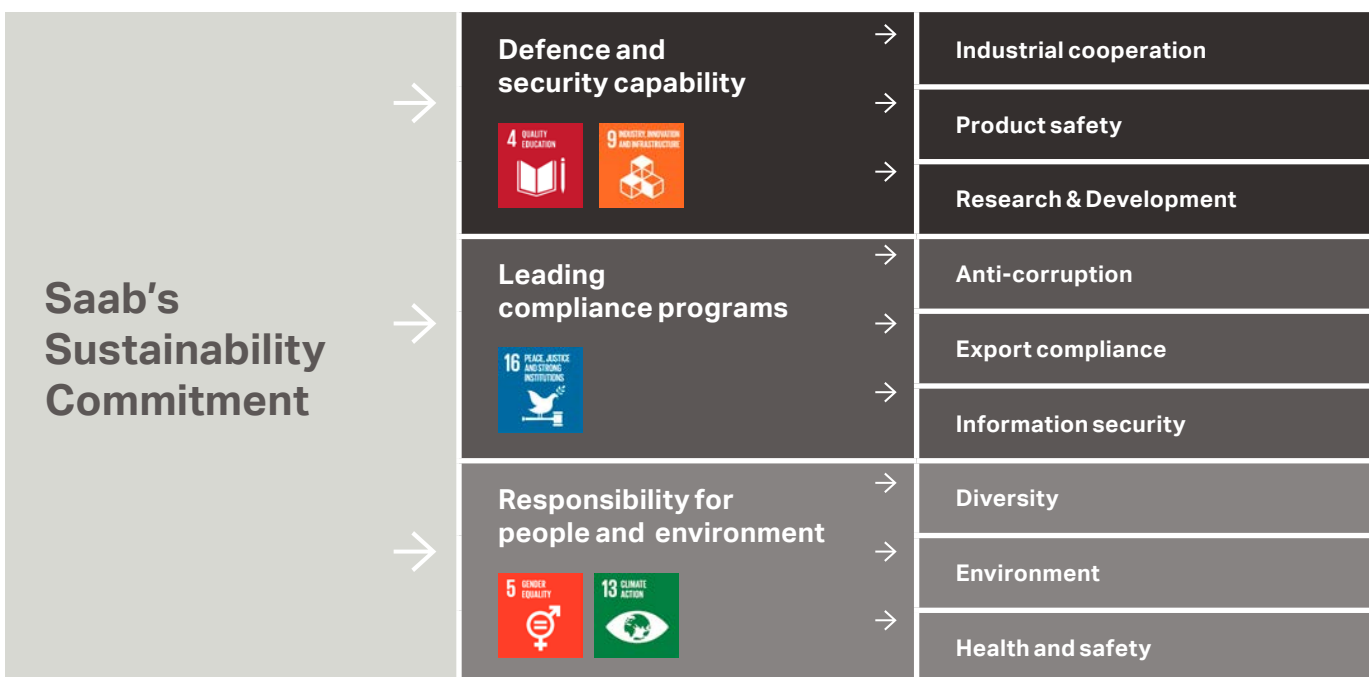 Saab's
Sustainability
Commitment
Defence and
security capability
4 QUALITY
EDUCATION
9 INDUSTRY, INNOVATION
AND INFRASTRUCTURE
Industrial cooperation
Product safety
Research & Development
Leading
compliance programs
16 PEACE, JUSTICE
AND STRONG
INSTITUTIONS
Anti-corruption
Export compliance
Information security
Responsibility for
people and environment
5 GENDER
EQUALITY
13 CLIMATE
ACTION
Diversity
Environment
Health and safety